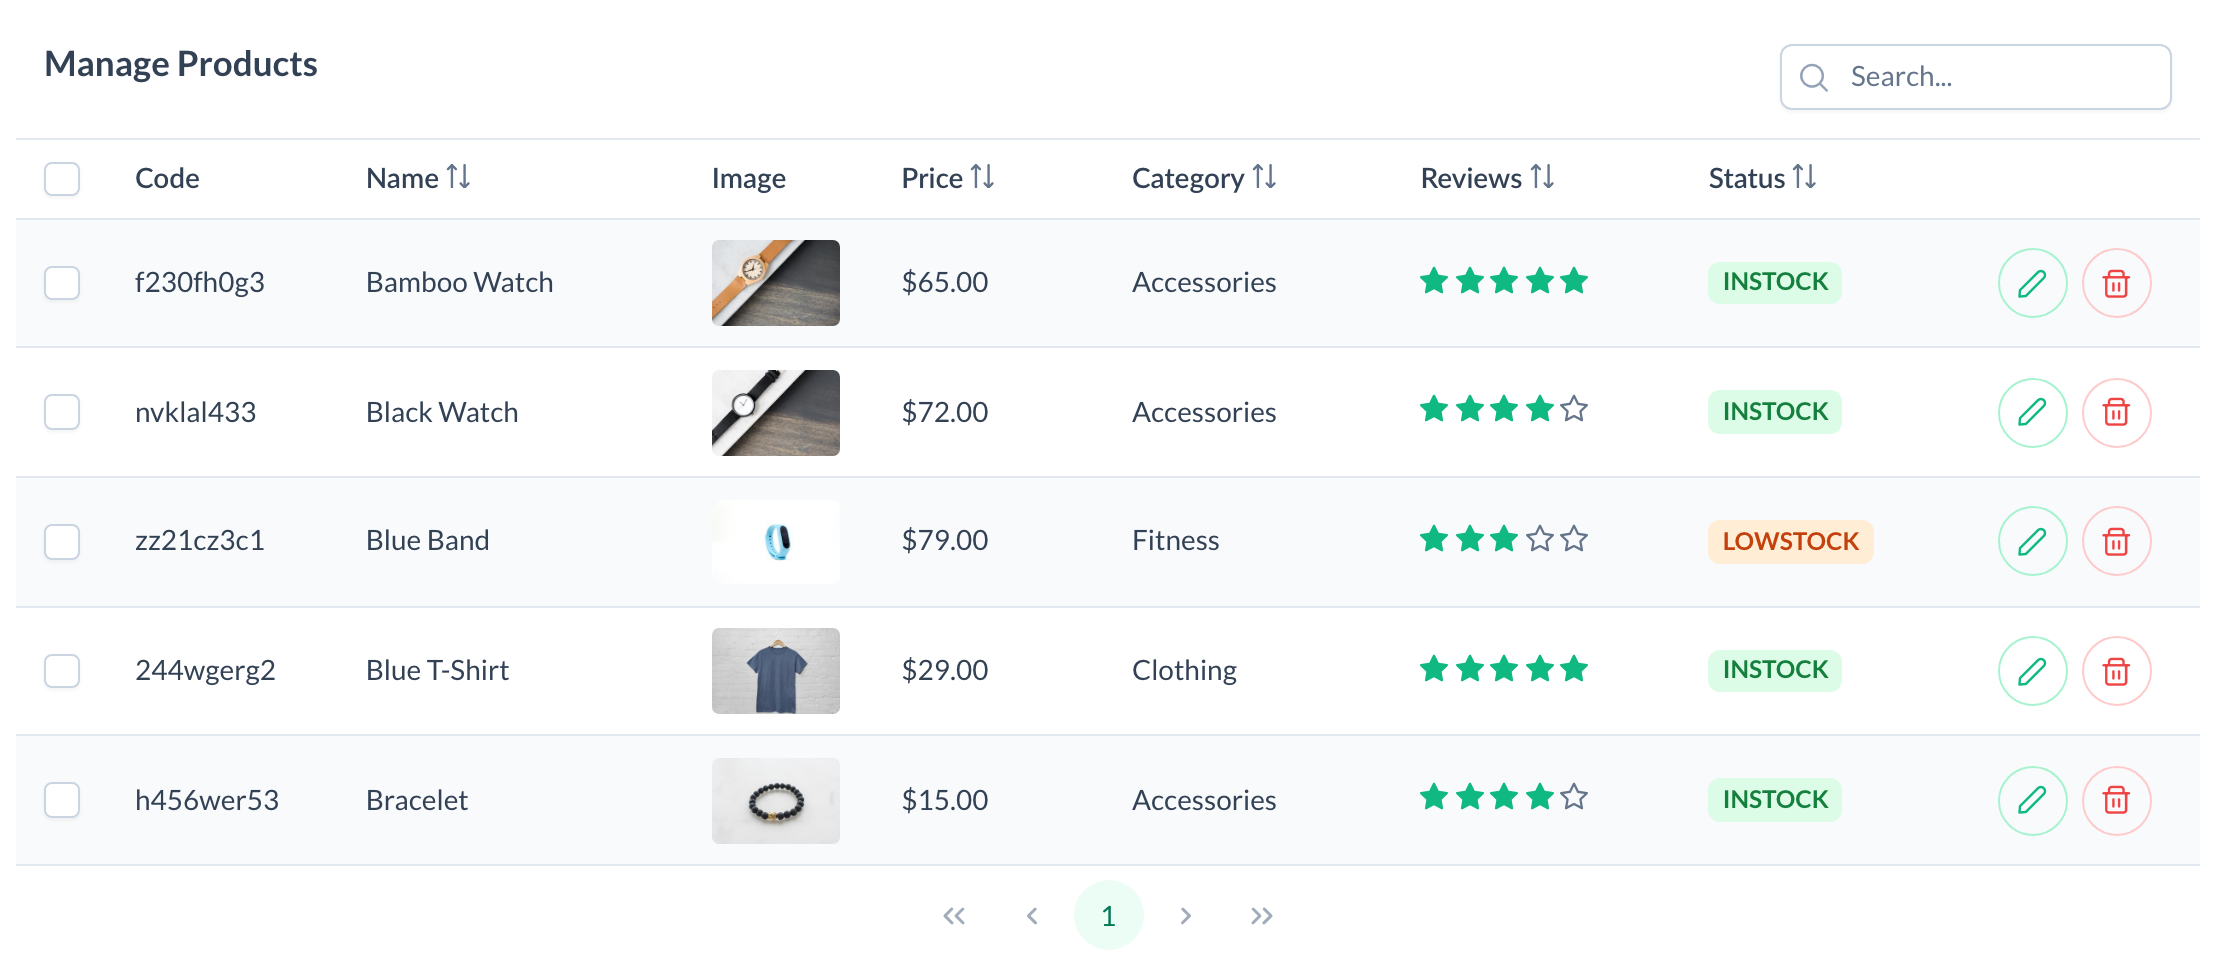 Manage Products
Search...
Code Name Image Price Category Reviews Status
f230fh0g3 Bamboo Watch $65.00 Accessories INSTOCK
nvklal433 Black Watch $72.00 Accessories INSTOCK
zz21cz3c1 Blue Band $79.00 Fitness LOWSTOCK
244wgerg2 Blue T-Shirt $29.00 Clothing INSTOCK
h456wer53 Bracelet $15.00 Accessories INSTOCK
1